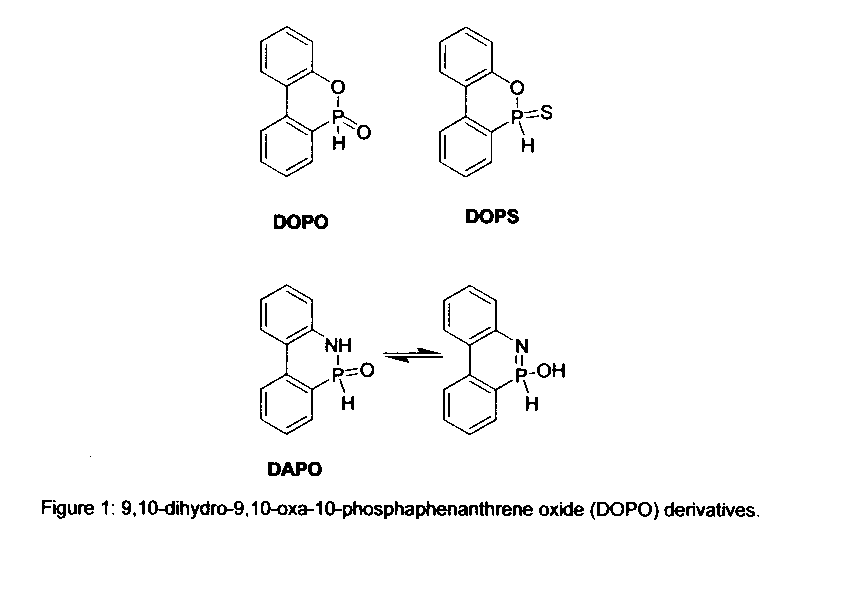 O
P
O
H
O
P
S
H
DOPO
DOPS
NH
P
O
H
N
P
OH
H
DAPO
Figure 1: 9,10-dihydro-9,10-oxa-10-phosphaphenanthrene oxide (DOPO) derivatives.